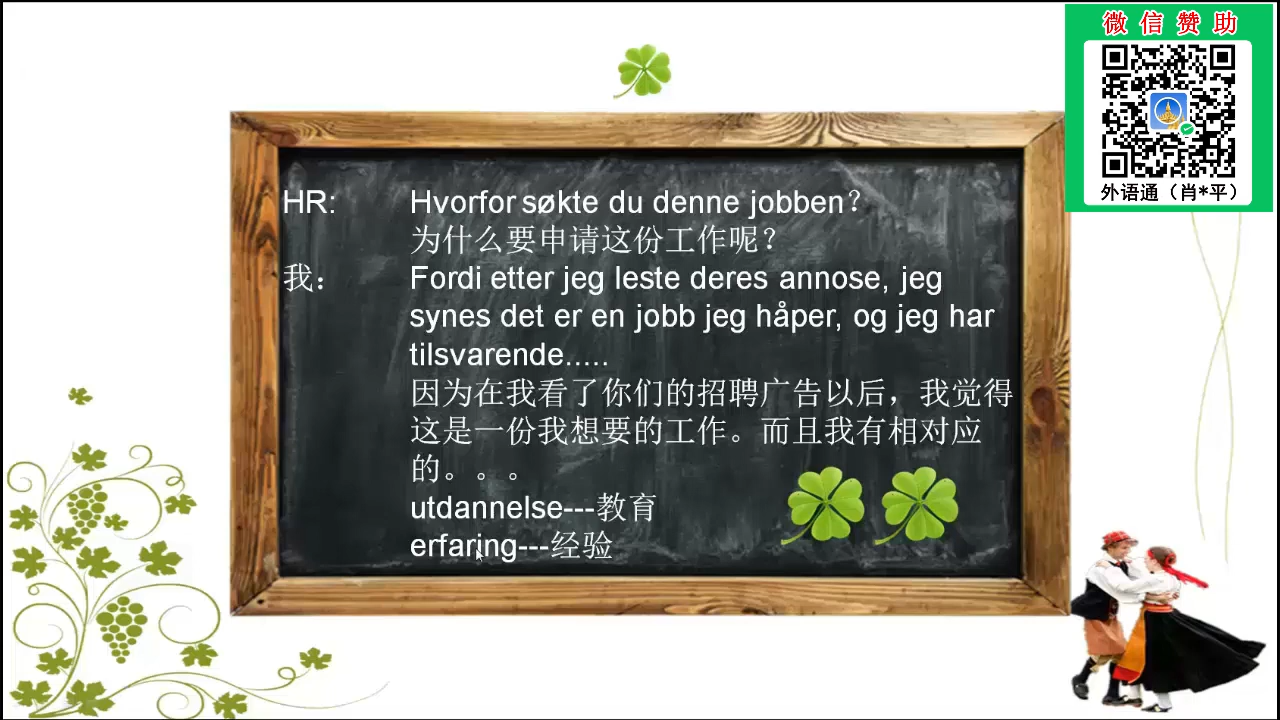 微信赞助
外语通（肖*平）
HR: Hvorfor søkte du denne jobben？
为什么要申请这份工作呢？
我： Fordi etter jeg leste deres annose, jeg
synes det er en jobb jeg håper, og jeg har
tilsvarende.....
因为在我看了你们的招聘广告以后，我觉得
这是一份我想要的工作。而且我有相对应
的。。。
utdannelse---教育
erfaring---经验